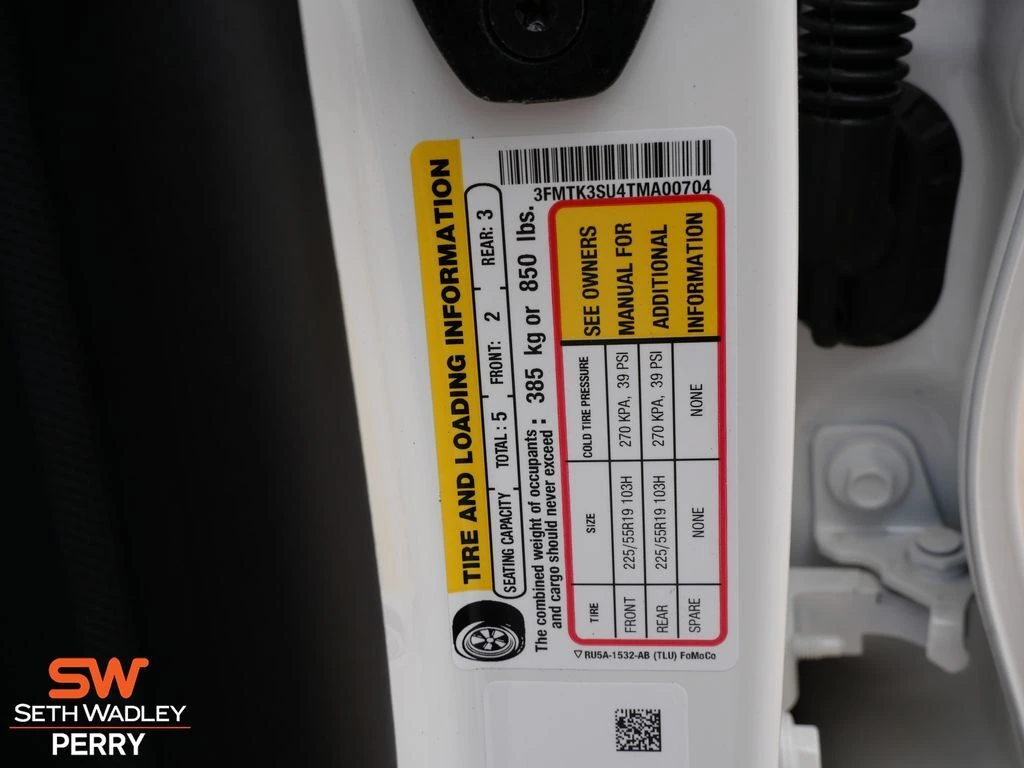 3FMTK3SU4TMA00704
TIRE AND LOADING INFORMATION
SEATING CAPACITY TOTAL: 5 FRONT: 2 REAR: 3
The combined weight of occupants : 385 kg or 850 lbs.
and cargo should never exceed :
TIRE SIZE COLD TIRE PRESSURE
FRONT 225/55R19 103H 270 KPA, 39 PSI
REAR 225/55R19 103H 270 KPA, 39 PSI
SPARE NONE NONE
SEE OWNERS
MANUAL FOR
ADDITIONAL
INFORMATION
RU5A-1532-AB (TLU) FoMoCo
SW
SETH WADLEY
PERRY